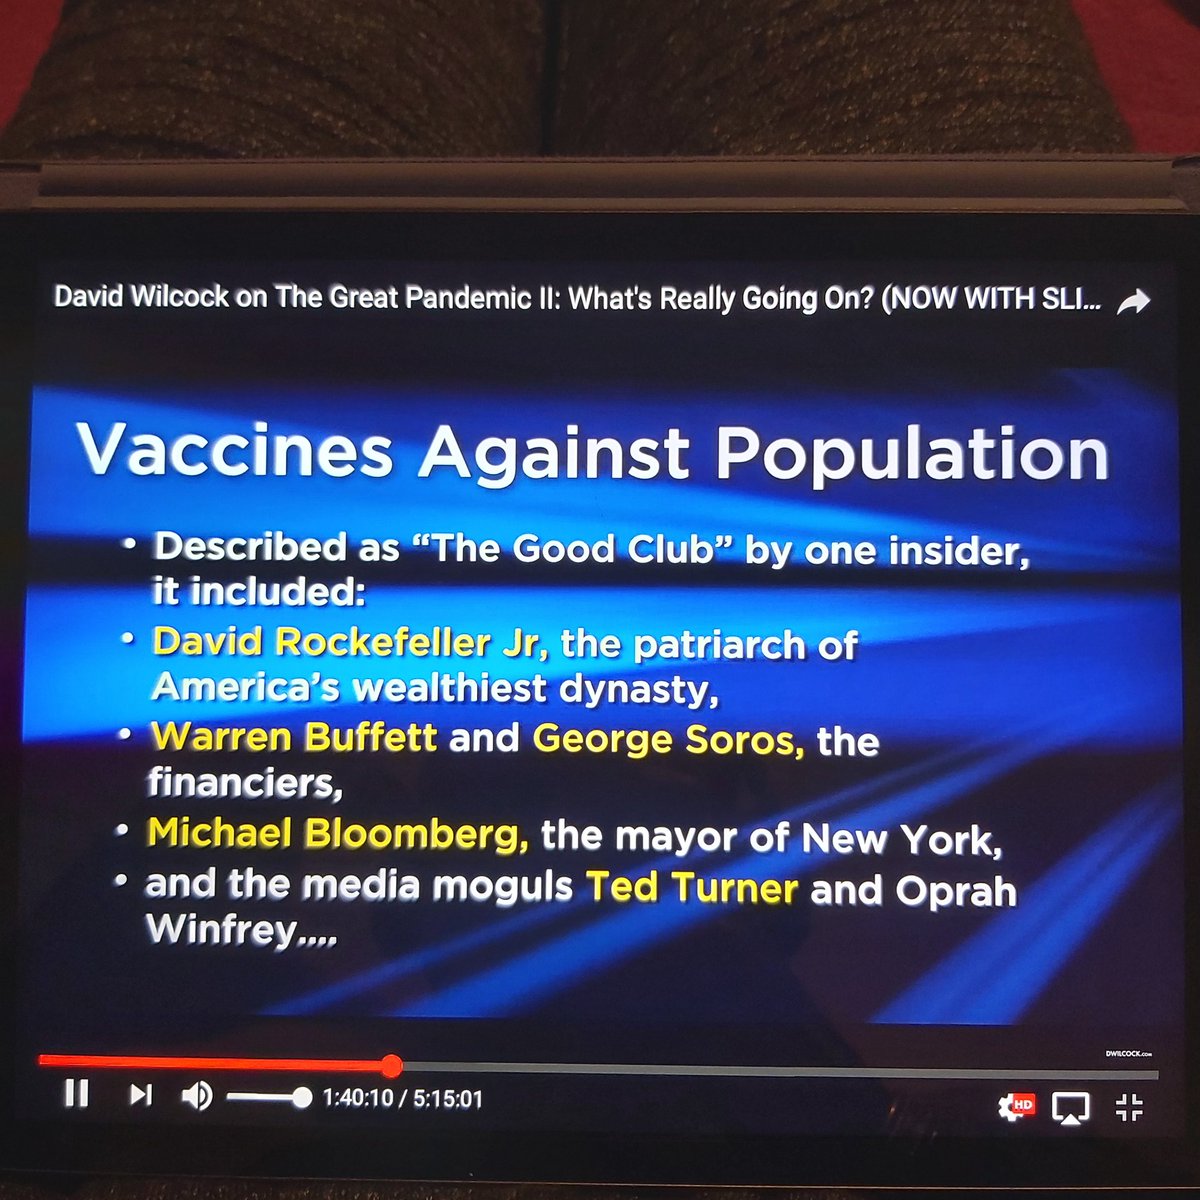 David Wilcock on The Great Pandemic II: What's Really Going On? (NOW WITH SLI...
Vaccines Against Population
• Described as “The Good Club” by one insider,
it included:
• David Rockefeller Jr, the patriarch of
America’s wealthiest dynasty,
• Warren Buffett and George Soros, the
financiers,
• Michael Bloomberg, the mayor of New York,
• and the media moguls Ted Turner and Oprah
Winfrey....
DWILCOCK.com
1:40:10 / 5:15:01
HD